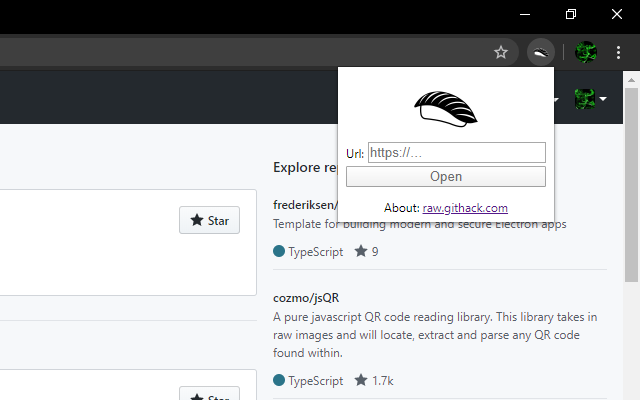 Url: https://...
Open
About: raw.githack.com
Explore rep
frederiksen/
Template for building modern and secure Electron apps
TypeScript 9
Star
cozmo/jsQR
A pure javascript QR code reading library. This library takes in
raw images and will locate, extract and parse any QR code
found within.
TypeScript 1.7k
Star